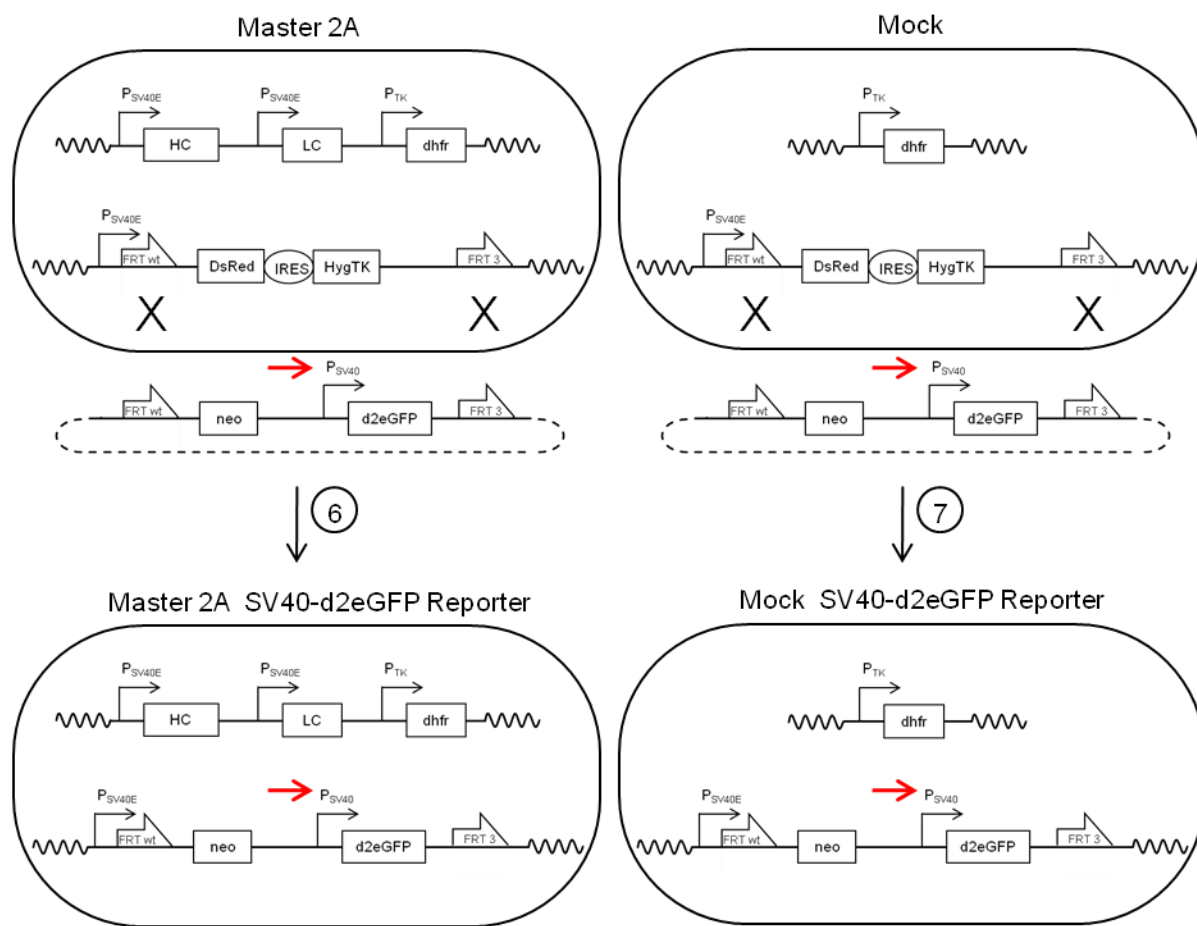 Master 2A
Mock
PSV40E PSV40E PTK
HC LC dhfr
PTK
dhfr
PSV40E
FRT wt DsRed IRES HygTK FRT 3
X X
PSV40E
FRT wt DsRed IRES HygTK FRT 3
X X
PSV40
FRT wt neo d2eGFP FRT 3
PSV40
FRT wt neo d2eGFP FRT 3
6
7
Master 2A SV40-d2eGFP Reporter
Mock SV40-d2eGFP Reporter
PSV40E PSV40E PTK
HC LC dhfr
PTK
dhfr
PSV40E PSV40
FRT wt neo d2eGFP FRT 3
PSV40E PSV40
FRT wt neo d2eGFP FRT 3